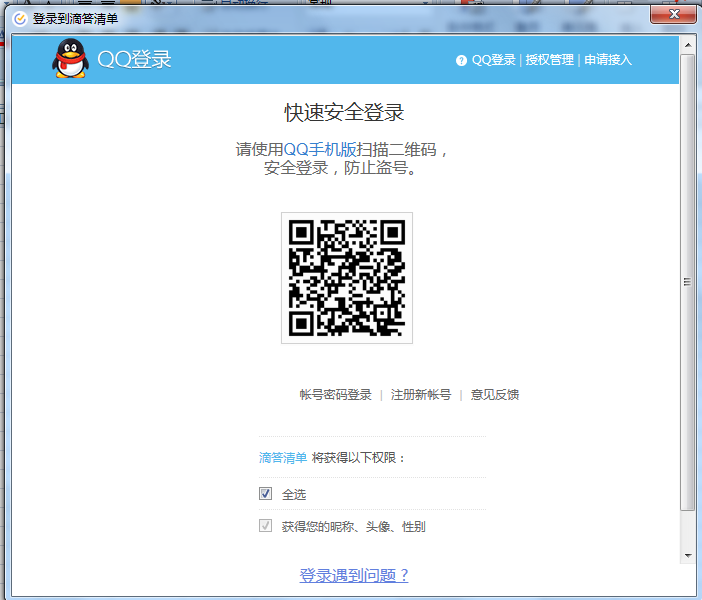 登录到滴答清单
QQ登录
? QQ登录 | 授权管理 | 申请接入
快速安全登录
请使用QQ手机版扫描二维码，
安全登录，防止盗号。
帐号密码登录 | 注册新帐号 | 意见反馈
滴答清单 将获得以下权限：
全选
获得您的昵称、头像、性别
登录遇到问题？